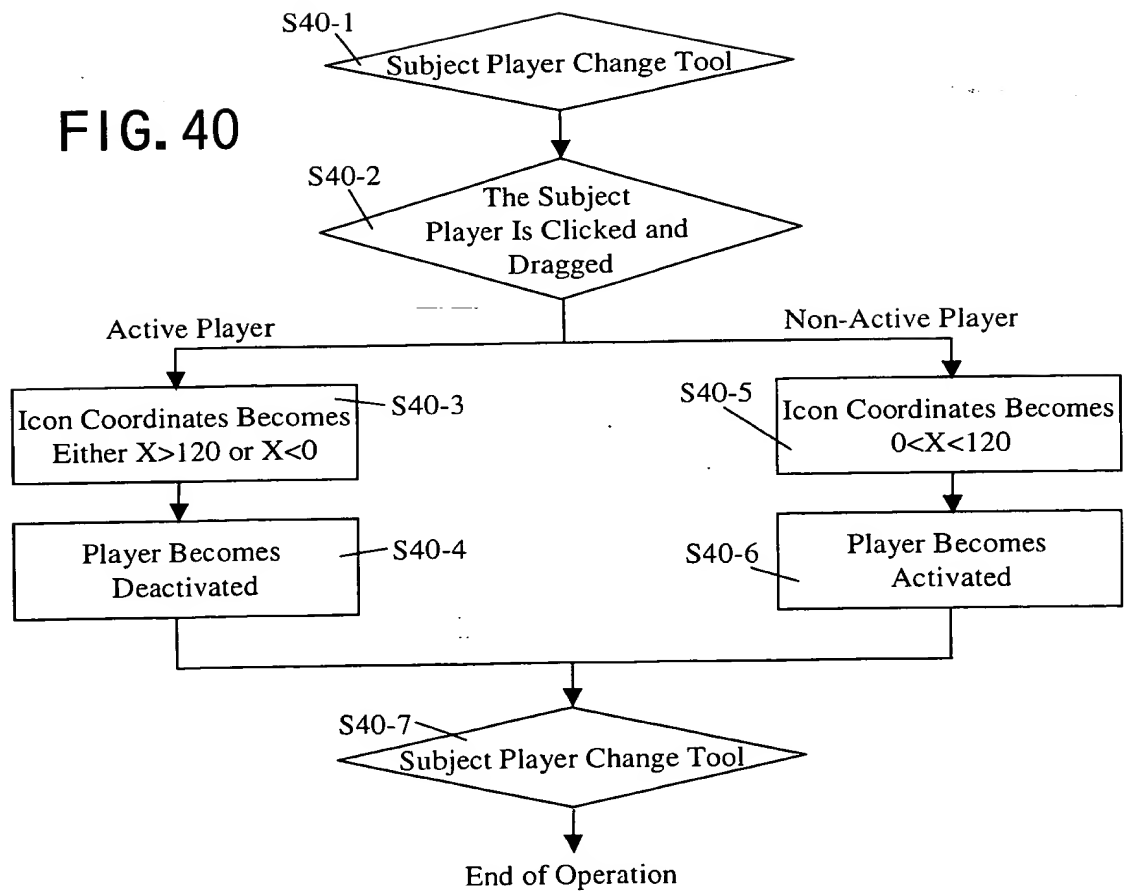 S40-1
Subject Player Change Tool
FIG. 40
S40-2
The Subject
Player Is Clicked and
Dragged
Active Player
Non-Active Player
Icon Coordinates Becomes
Either X>120 or X<0
S40-3
S40-5
Icon Coordinates Becomes
0<X<120
Player Becomes
Deactivated
S40-4
S40-6
Player Becomes
Activated
S40-7
Subject Player Change Tool
End of Operation